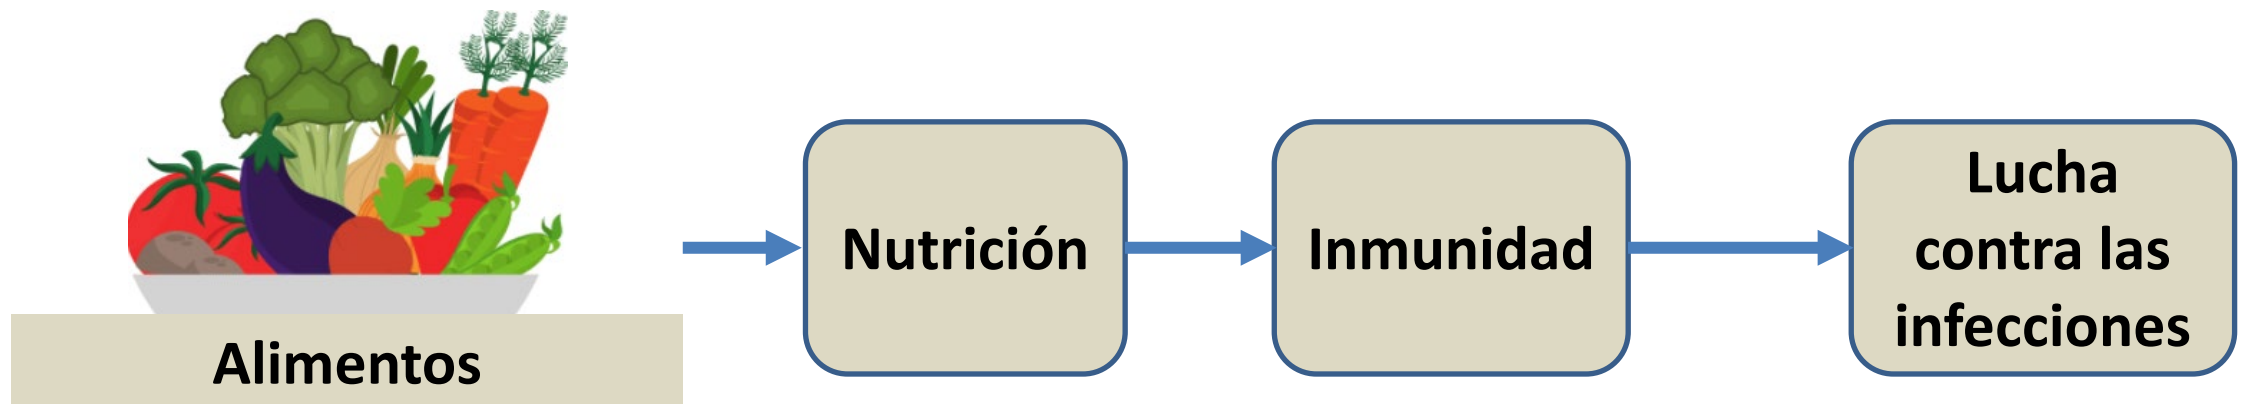 Alimentos
Nutrición
Inmunidad
Lucha
contra las
infecciones